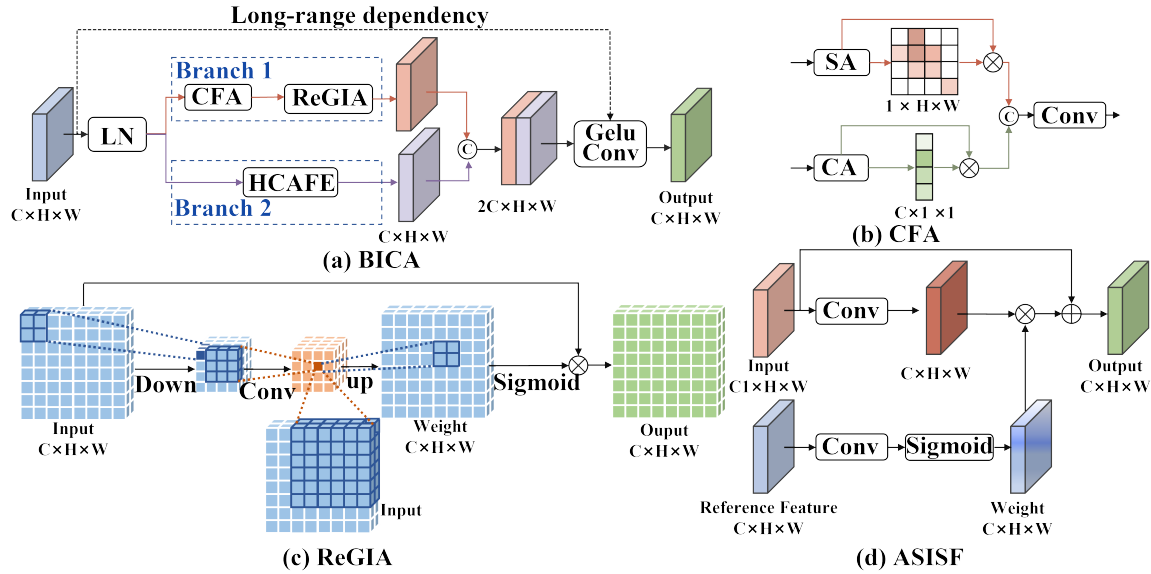 Long-range dependency
Branch 1
CFA
ReGIA
LN
C
Gelu
Conv
HCAFE
Branch 2
Input
C×H×W
C×H×W
2C×H×W
Output
C×H×W
(a) BICA
SA
1 × H×W
C
Conv
CA
C×1 ×1
(b) CFA
Down
Conv
up
Sigmoid
Input
C×H×W
Weight
C×H×W
Ouput
C×H×W
Input
(c) ReGIA
Conv
Input
C1×H×W
C×H×W
Output
C×H×W
Conv
Sigmoid
Reference Feature
C×H×W
Weight
C×H×W
(d) ASISF